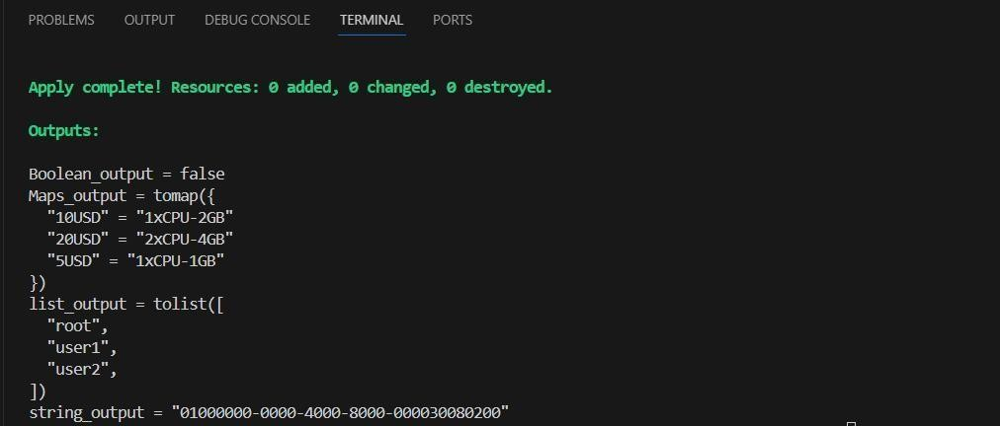 PROBLEMS OUTPUT DEBUG CONSOLE TERMINAL PORTS
Apply complete! Resources: 0 added, 0 changed, 0 destroyed.
Outputs:
Boolean_output = false
Maps_output = tomap({
  "10USD" = "1xCPU-2GB"
  "20USD" = "2xCPU-4GB"
  "5USD" = "1xCPU-1GB"
})
list_output = tolist([
  "root",
  "user1",
  "user2",
])
string_output = "01000000-0000-4000-8000-000030080200"